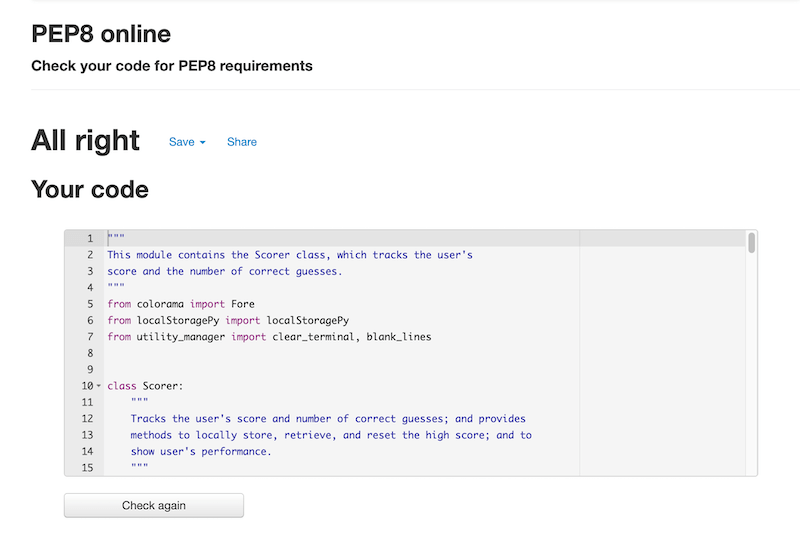 PEP8 online
Check your code for PEP8 requirements
All right Save Share
Your code
1 """
2 This module contains the Scorer class, which tracks the user's
3 score and the number of correct guesses.
4 """
5 from colorama import Fore
6 from localStoragePy import localStoragePy
7 from utility_manager import clear_terminal, blank_lines
8
9
10 class Scorer:
11     """
12     Tracks the user's score and number of correct guesses; and provides
13     methods to locally store, retrieve, and reset the high score; and to
14     show user's performance.
15     """
Check again